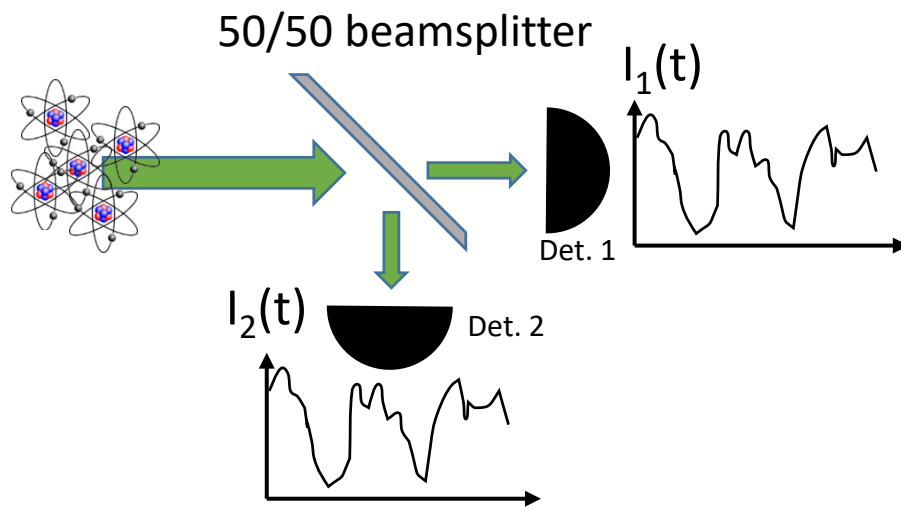 50/50 beamsplitter
I₁(t)
Det. 1
I₂(t)
Det. 2